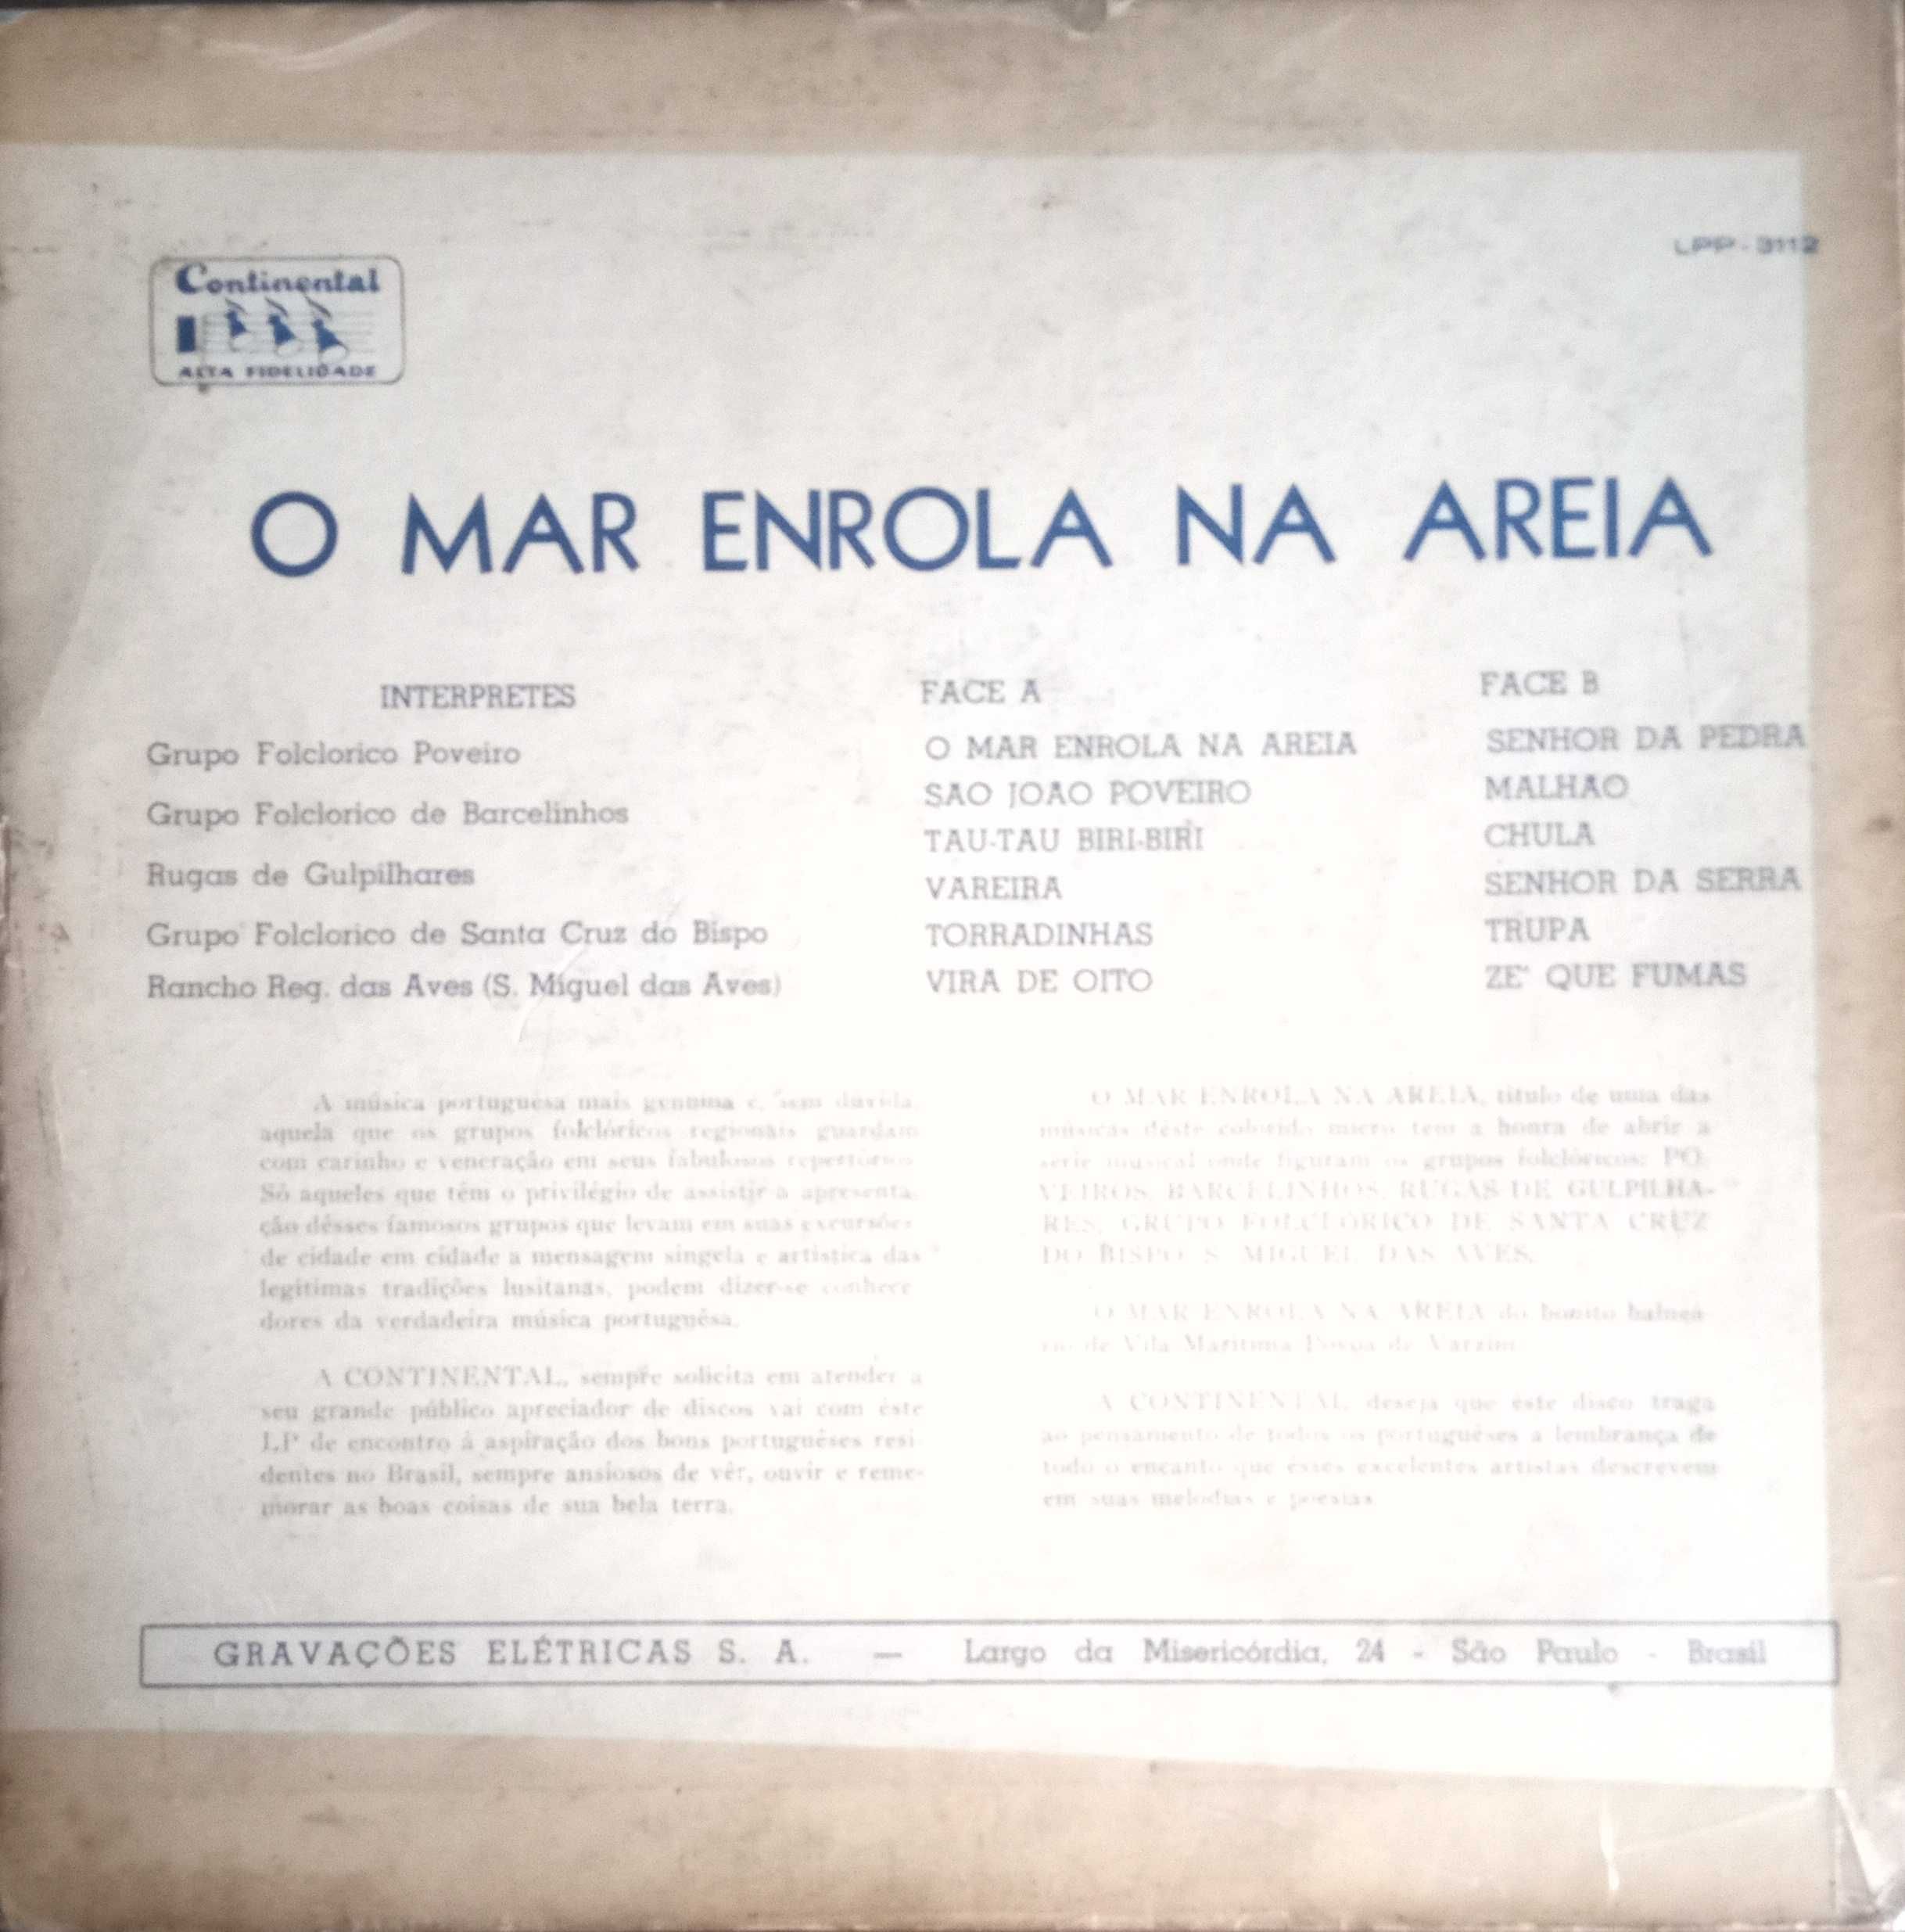 LPP - 3112
Continental
ALTA FIDELIDADE
O MAR ENROLA NA AREIA
INTERPRETES
Grupo Folclorico Poveiro
Grupo Folclorico de Barcelinhos
Rugas de Gulpilhares
Grupo Folclorico de Santa Cruz do Bispo
Rancho Reg. das Aves (S. Miguel das Aves)
FACE A
O MAR ENROLA NA AREIA
SAO JOAO POVEIRO
TAU-TAU BIRI-BIRI
VAREIRA
TORRADINHAS
VIRA DE OITO
FACE B
SENHOR DA PEDRA
MALHAO
CHULA
SENHOR DA SERRA
TRUPA
ZE' QUE FUMAS
A música portuguêsa mais genuina é, sem duvida,
aquela que os grupos folclóricos regionais guardam
com carinho e veneração em seus fabulosos repertórios
Só aqueles que têm o privilégio de assistir à apresenta-
ção désses famosos grupos que levam em suas excursões
de cidade em cidade a mensagem singela e artistica das
legitimas tradições lusitanas, podem dizer-se conhece-
dores da verdadeira música portuguêsa.
A CONTINENTAL, sempre solicita em atender a
seu grande público apreciador de discos vai com êste
LP de encontro à aspiração dos bons portuguêses resi-
dentes no Brasil, sempre ansiosos de vêr, ouvir e reme-
morar as boas coisas de sua bela terra.
O MAR ENROLA NA AREIA, titulo de uma das
músicas dêste colorido micro tem a honra de abrir a
serie musical onde figuram os grupos folclóricos: PO-
VEIROS, BARCELINHOS, RUGAS DE GULPILHA-
RES, GRUPO FOLCLÓRICO DE SANTA CRUZ
DO BISPO S. MIGUEL DAS AVES.
O MAR ENROLA NA AREIA do bonito balneá-
rio de Vila Maritima Povoa de Varzim
A CONTINENTAL deseja que êste disco traga
ao pensamento de todos os portuguêses a lembrança de
todo o encanto que êsses excelentes artistas descrevem
em suas melodias e poesias
GRAVAÇÕES ELÉTRICAS S. A. — Largo da Misericórdia, 24 - São Paulo - Brasil